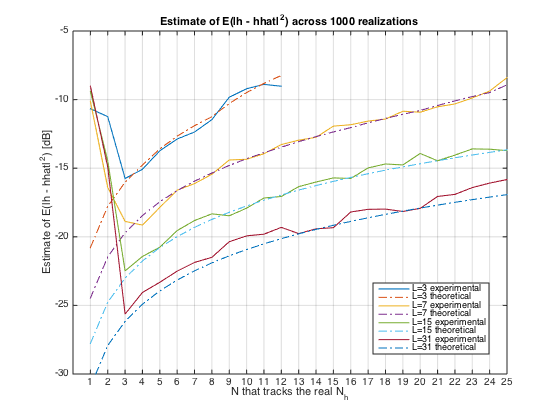 Estimate of E(|h - hhat|²) across 1000 realizations
Estimate of E(|h - hhat|²) [dB]
-5
-10
-15
-20
-25
-30
1 2 3 4 5 6 7 8 9 10 11 12 13 14 15 16 17 18 19 20 21 22 23 24 25
N that tracks the real N_h
L=3 experimental
L=3 theoretical
L=7 experimental
L=7 theoretical
L=15 experimental
L=15 theoretical
L=31 experimental
L=31 theoretical